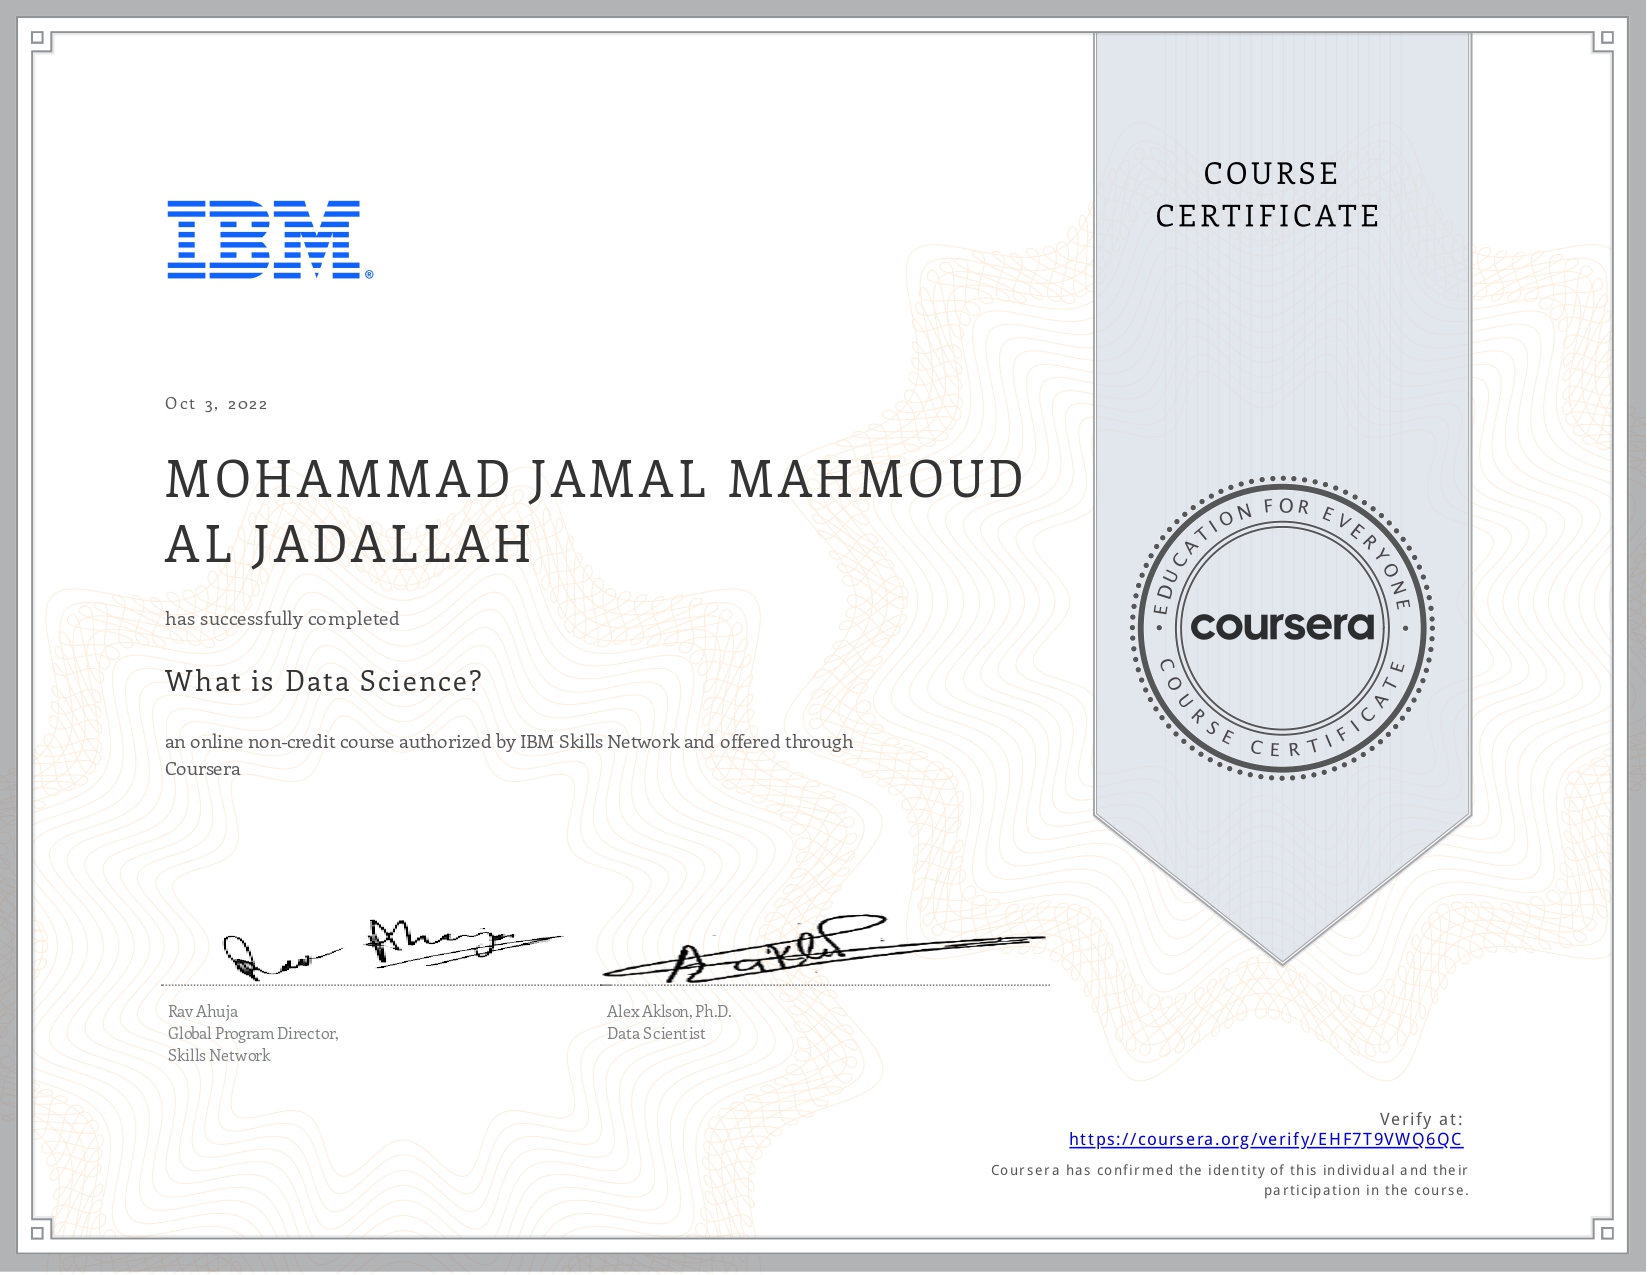 COURSE
CERTIFICATE
IBM®
Oct 3, 2022
MOHAMMAD JAMAL MAHMOUD
AL JADALLAH
has successfully completed
What is Data Science?
an online non-credit course authorized by IBM Skills Network and offered through
Coursera
EDUCATION FOR EVERYONE
coursera
COURSE CERTIFICATE
Rav Ahuja
Global Program Director,
Skills Network
Alex Aklson, Ph.D.
Data Scientist
Verify at:
https://coursera.org/verify/EHF7T9VWQ6QC
Coursera has confirmed the identity of this individual and their
participation in the course.